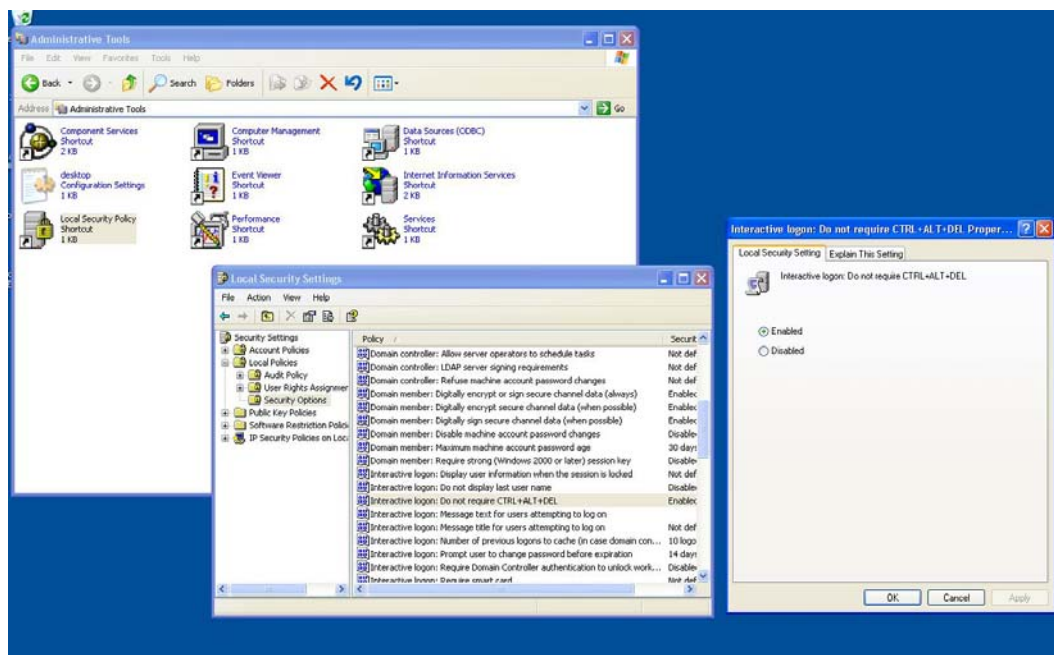 Administrative Tools
File Edit View Favorites Tools Help
Back Search Folders
Address Administrative Tools Go
Component Services
Shortcut
2 KB
Computer Management
Shortcut
1 KB
Data Sources (ODBC)
Shortcut
1 KB
desktop
Configuration Settings
1 KB
Event Viewer
Shortcut
1 KB
Internet Information Services
Shortcut
2 KB
Local Security Policy
Shortcut
1 KB
Performance
Shortcut
1 KB
Services
Shortcut
1 KB
Local Security Settings
File Action View Help
Security Settings
Account Policies
Local Policies
Audit Policy
User Rights Assignmer
Security Options
Public Key Policies
Software Restriction Polici
IP Security Policies on Loca
Policy / Securit
Domain controller: Allow server operators to schedule tasks Not def
Domain controller: LDAP server signing requirements Not def
Domain controller: Refuse machine account password changes Not def
Domain member: Digitally encrypt or sign secure channel data (always) Enabled
Domain member: Digitally encrypt secure channel data (when possible) Enabled
Domain member: Digitally sign secure channel data (when possible) Enabled
Domain member: Disable machine account password changes Disable
Domain member: Maximum machine account password age 30 days
Domain member: Require strong (Windows 2000 or later) session key Disable
Interactive logon: Display user information when the session is locked Not def
Interactive logon: Do not display last user name Disable
Interactive logon: Do not require CTRL+ALT+DEL Enabled
Interactive logon: Message text for users attempting to log on
Interactive logon: Message title for users attempting to log on Not def
Interactive logon: Number of previous logons to cache (in case domain con... 10 logo
Interactive logon: Prompt user to change password before expiration 14 days
Interactive logon: Require Domain Controller authentication to unlock work... Disable
Interactive logon: Require smart card Not def
Interactive logon: Do not require CTRL+ALT+DEL Proper...
Local Security Setting Explain This Setting
Interactive logon: Do not require CTRL+ALT+DEL
Enabled
Disabled
OK Cancel Apply